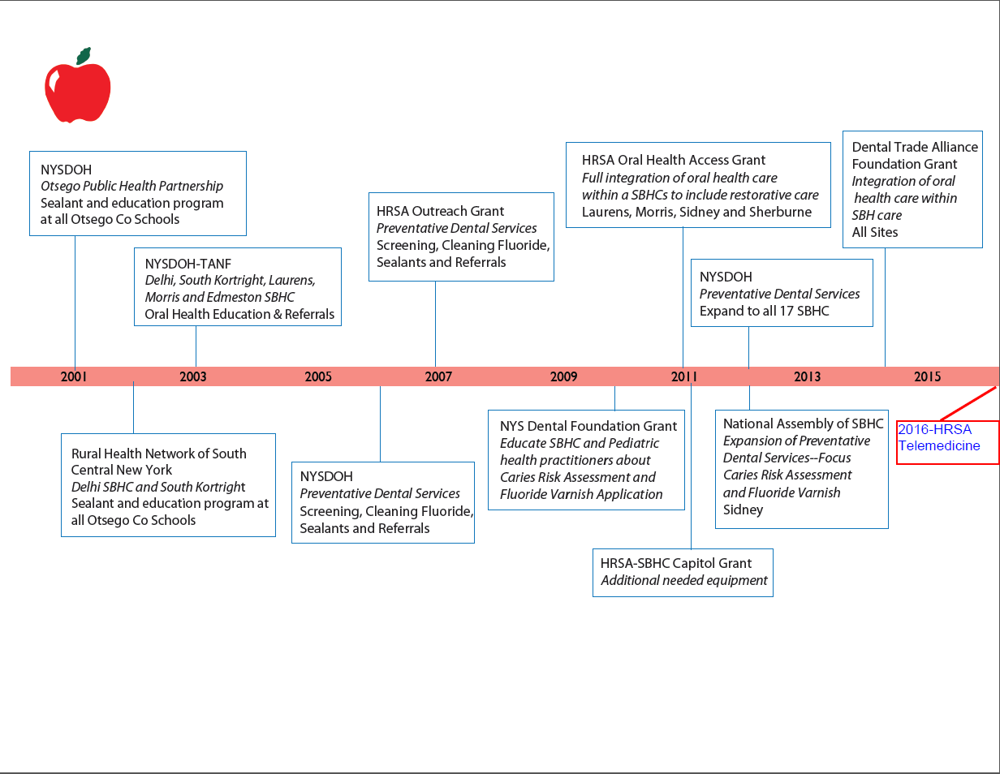 NYSDOH
Otsego Public Health Partnership
Sealant and education program
at all Otsego Co Schools
NYSDOH-TANF
Delhi, South Kortright, Laurens,
Morris and Edmeston SBHC
Oral Health Education & Referrals
HRSA Outreach Grant
Preventative Dental Services
Screening, Cleaning Fluoride,
Sealants and Referrals
HRSA Oral Health Access Grant
Full integration of oral health care
within a SBHCs to include restorative care
Laurens, Morris, Sidney and Sherburne
NYSDOH
Preventative Dental Services
Expand to all 17 SBHC
Dental Trade Alliance
Foundation Grant
Integration of oral
health care within
SBH care
All Sites
2001 2003 2005 2007 2009 2011 2013 2015
Rural Health Network of South
Central New York
Delhi SBHC and South Kortright
Sealant and education program at
all Otsego Co Schools
NYSDOH
Preventative Dental Services
Screening, Cleaning Fluoride,
Sealants and Referrals
NYS Dental Foundation Grant
Educate SBHC and Pediatric
health practitioners about
Caries Risk Assessment and
Fluoride Varnish Application
HRSA-SBHC Capitol Grant
Additional needed equipment
National Assembly of SBHC
Expansion of Preventative
Dental Services--Focus
Caries Risk Assessment
and Fluoride Varnish
Sidney
2016-HRSA
Telemedicine